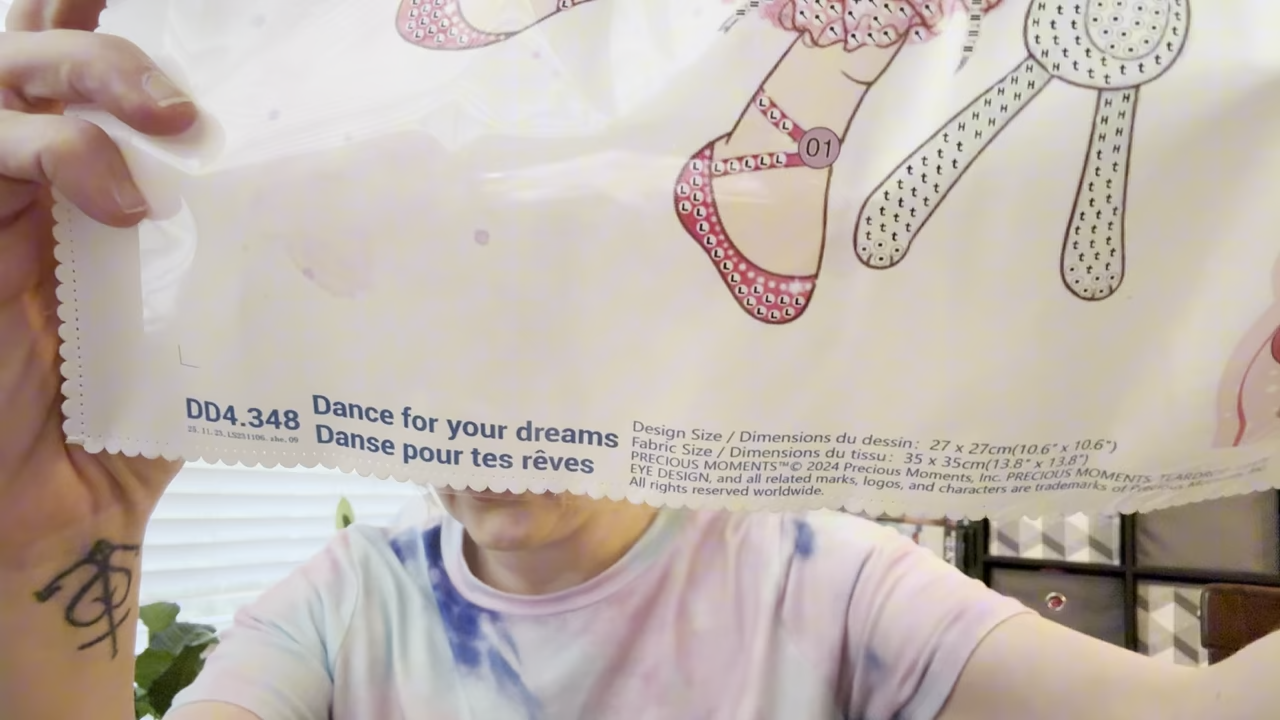 01
DD4.348
Dance for your dreams
Danse pour tes rêves
Design Size / Dimensions du dessin: 27 x 27cm(10.6" x 10.6")
Fabric Size / Dimensions du tissu: 35 x 35cm(13.8" x 13.8")
PRECIOUS MOMENTS™© 2024 Precious Moments, Inc. PRECIOUS MOMENTS, TEARDROP
EYE DESIGN, and all related marks, logos, and characters are trademarks of Precious
All rights reserved worldwide.